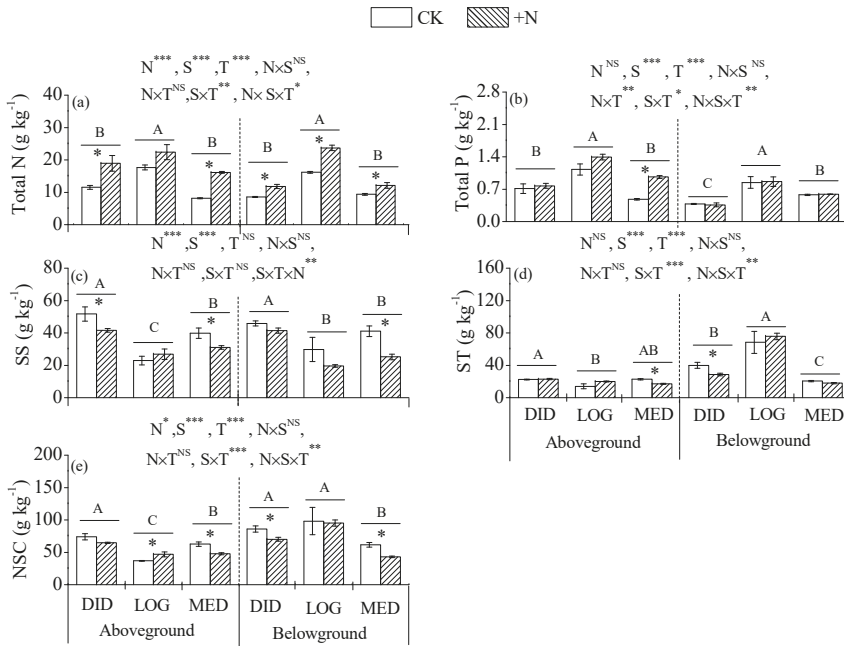 CK +N
N***, S***, T***, N×S^NS,
N×T^NS, S×T**, N×S×T*
(a)
Total N (g kg⁻¹)
40
30
20
10
0
B A B B A B
* * * * *
N^NS, S***, T***, N×S^NS,
N×T**, S×T*, N×S×T**
(b)
Total P (g kg⁻¹)
2.8
2.1
1.4
0.7
0.0
B A B C A B
*
N***, S***, T^NS, N×S^NS,
N×T^NS, S×T^NS, S×T×N**
(c)
SS (g kg⁻¹)
80
60
40
20
0
A C B A B B
* * *
N^NS, S***, T***, N×S^NS,
N×T^NS, S×T***, N×S×T**
(d)
ST (g kg⁻¹)
160
120
80
40
0
A B AB B A C
* *
DID LOG MED DID LOG MED
Aboveground Belowground
N*, S***, T***, N×S^NS,
N×T^NS, S×T***, N×S×T**
(e)
NSC (g kg⁻¹)
200
150
100
50
0
A C B A A B
* * * *
DID LOG MED DID LOG MED
Aboveground Belowground